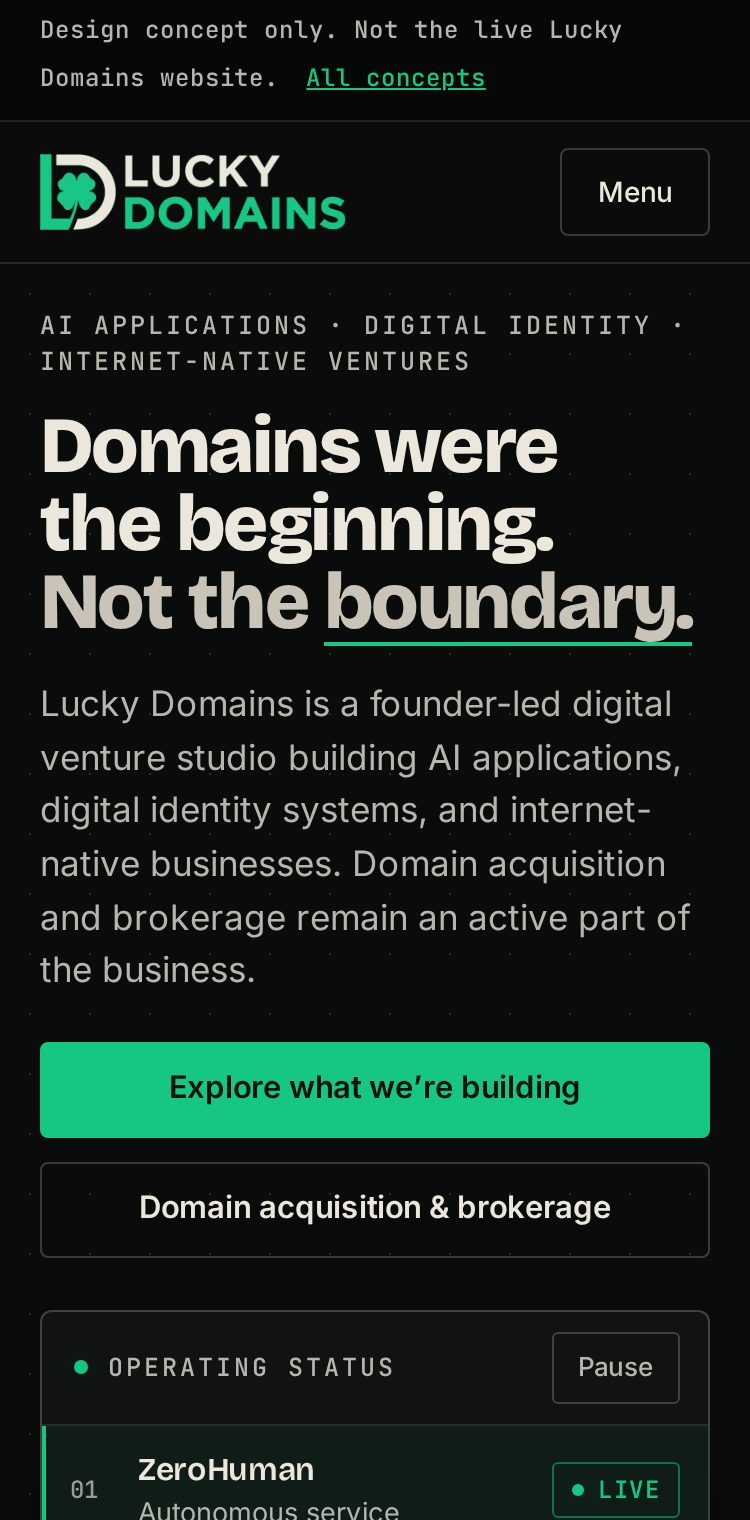 Design concept only. Not the live Lucky
Domains website. All concepts
LUCKY
DOMAINS
Menu
AI APPLICATIONS · DIGITAL IDENTITY ·
INTERNET-NATIVE VENTURES
Domains were
the beginning.
Not the boundary.
Lucky Domains is a founder-led digital
venture studio building AI applications,
digital identity systems, and internet-
native businesses. Domain acquisition
and brokerage remain an active part of
the business.
Explore what we’re building
Domain acquisition & brokerage
OPERATING STATUS
Pause
01
ZeroHuman
LIVE
Autonomous service